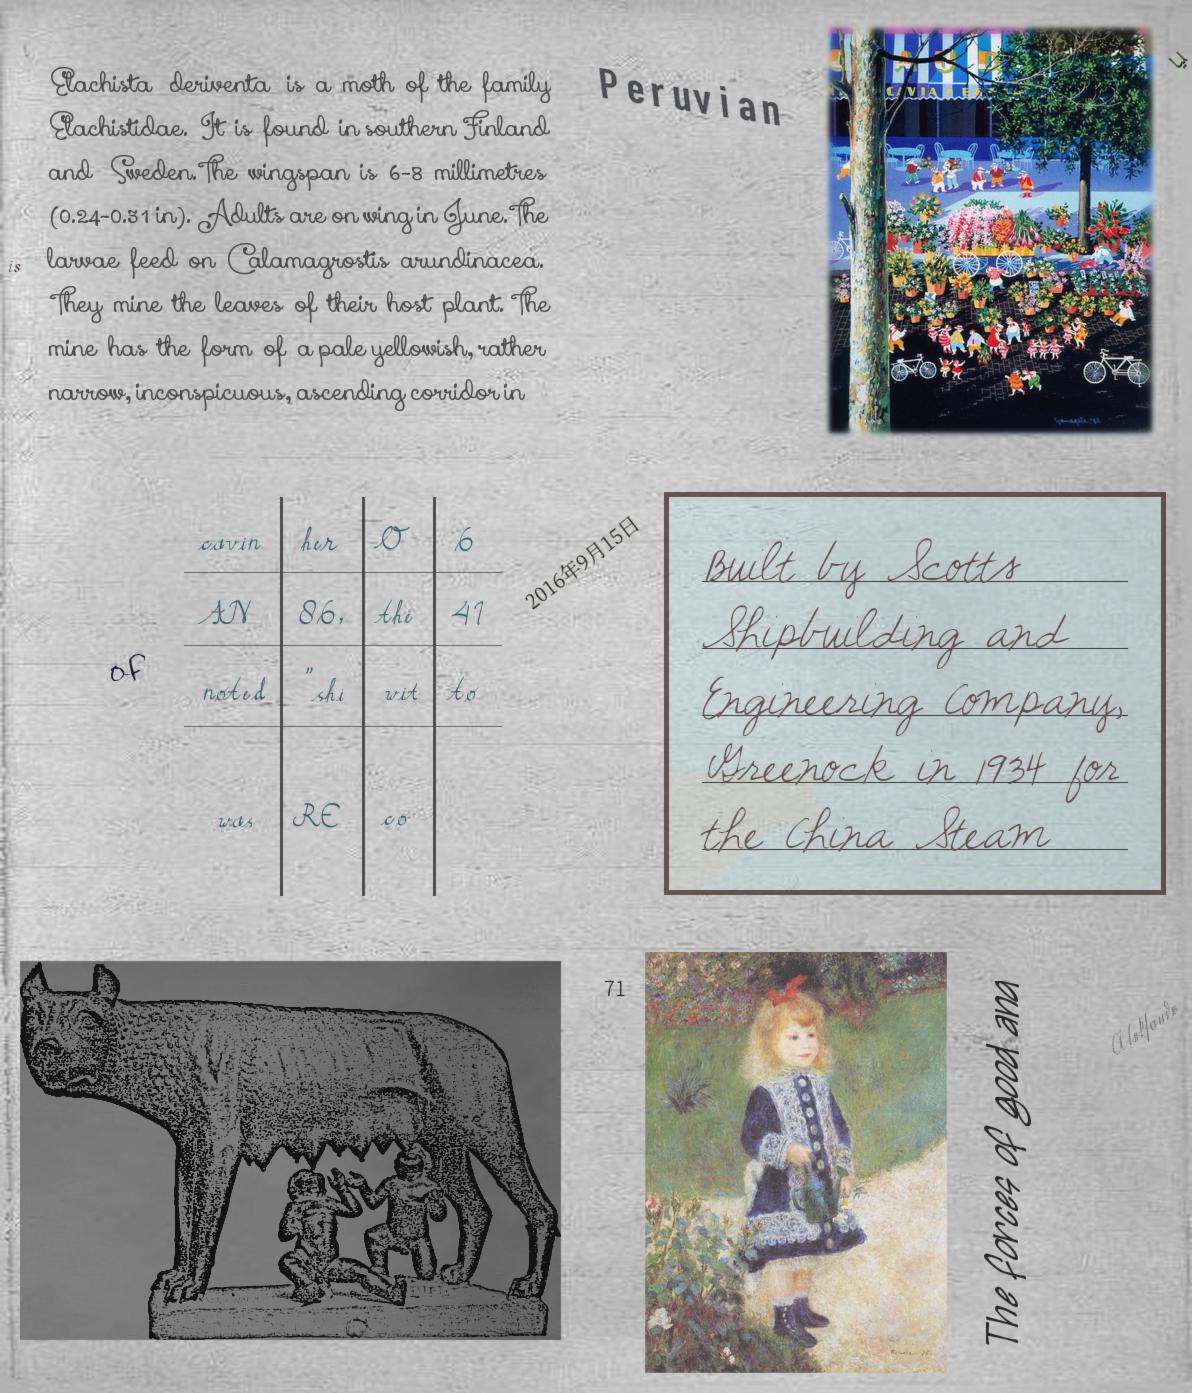 Elachista deriventa is a moth of the family
Elachistidae. It is found in southern Finland
and Sweden. The wingspan is 6-8 millimetres
(0.24-0.31 in). Adults are on wing in June. The
larvae feed on Calamagrostis arundinacea.
They mine the leaves of their host plant. The
mine has the form of a pale yellowish, rather
narrow, inconspicuous, ascending corridor in
Peruvian
is
her O 6
AN 86, the 41
noted "shi wit to
was RE co
of
2016年9月15日
Built by Scotts
Shipbuilding and
Engineering Company,
Greenock in 1934 for
the China Steam
71
The forces of good and